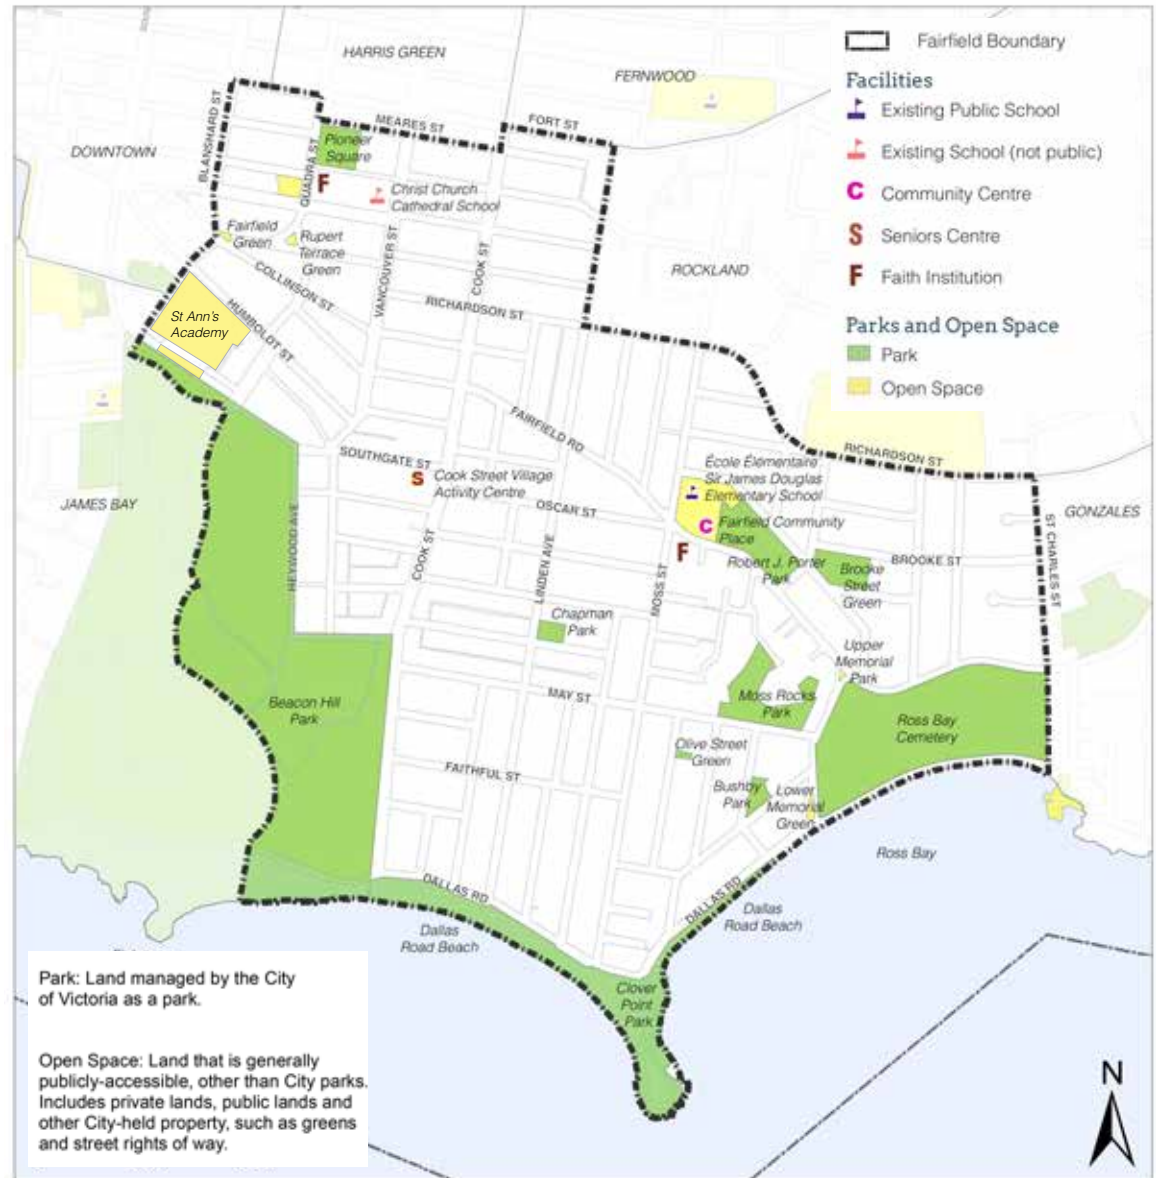 HARRIS GREEN
FERNWOOD
Fairfield Boundary
Facilities
Existing Public School
Existing School (not public)
C Community Centre
S Seniors Centre
F Faith Institution
Parks and Open Space
Park
Open Space
BLANSHARD ST
MEARES ST
FORT ST
DOWNTOWN
Pioneer
Square
QUADRA ST
F
Christ Church
Cathedral School
Fairfield
Green
Rupert
Terrace
Green
VANCOUVER ST
COOK ST
ROCKLAND
COLLINSON ST
RICHARDSON ST
St Ann's
Academy
HUMBOLDT ST
FAIRFIELD RD
RICHARDSON ST
SOUTHGATE ST
S
Cook Street Village
Activity Centre
École Élementaire
Sir James Douglas
Elementary School
JAMES BAY
OSCAR ST
C
Fairfield Community
Place
GONZALES
HEYWOOD AVE
COOK ST
LINDEN AVE
MOSS ST
F
Robert J. Porter
Park
Brooke
Street
Green
BROOKE ST
ST CHARLES ST
Chapman
Park
Upper
Memorial
Park
Beacon Hill
Park
MAY ST
Moss Rocks
Park
Ross Bay
Cemetery
Olive Street
Green
FAITHFUL ST
Bushby
Park
Lower
Memorial
Green
Ross Bay
DALLAS RD
DALLAS RD
Dallas
Road Beach
Dallas
Road Beach
Clover
Point
Park
Park: Land managed by the City
of Victoria as a park.
Open Space: Land that is generally
publicly-accessible, other than City parks.
Includes private lands, public lands and
other City-held property, such as greens
and street rights of way.
N